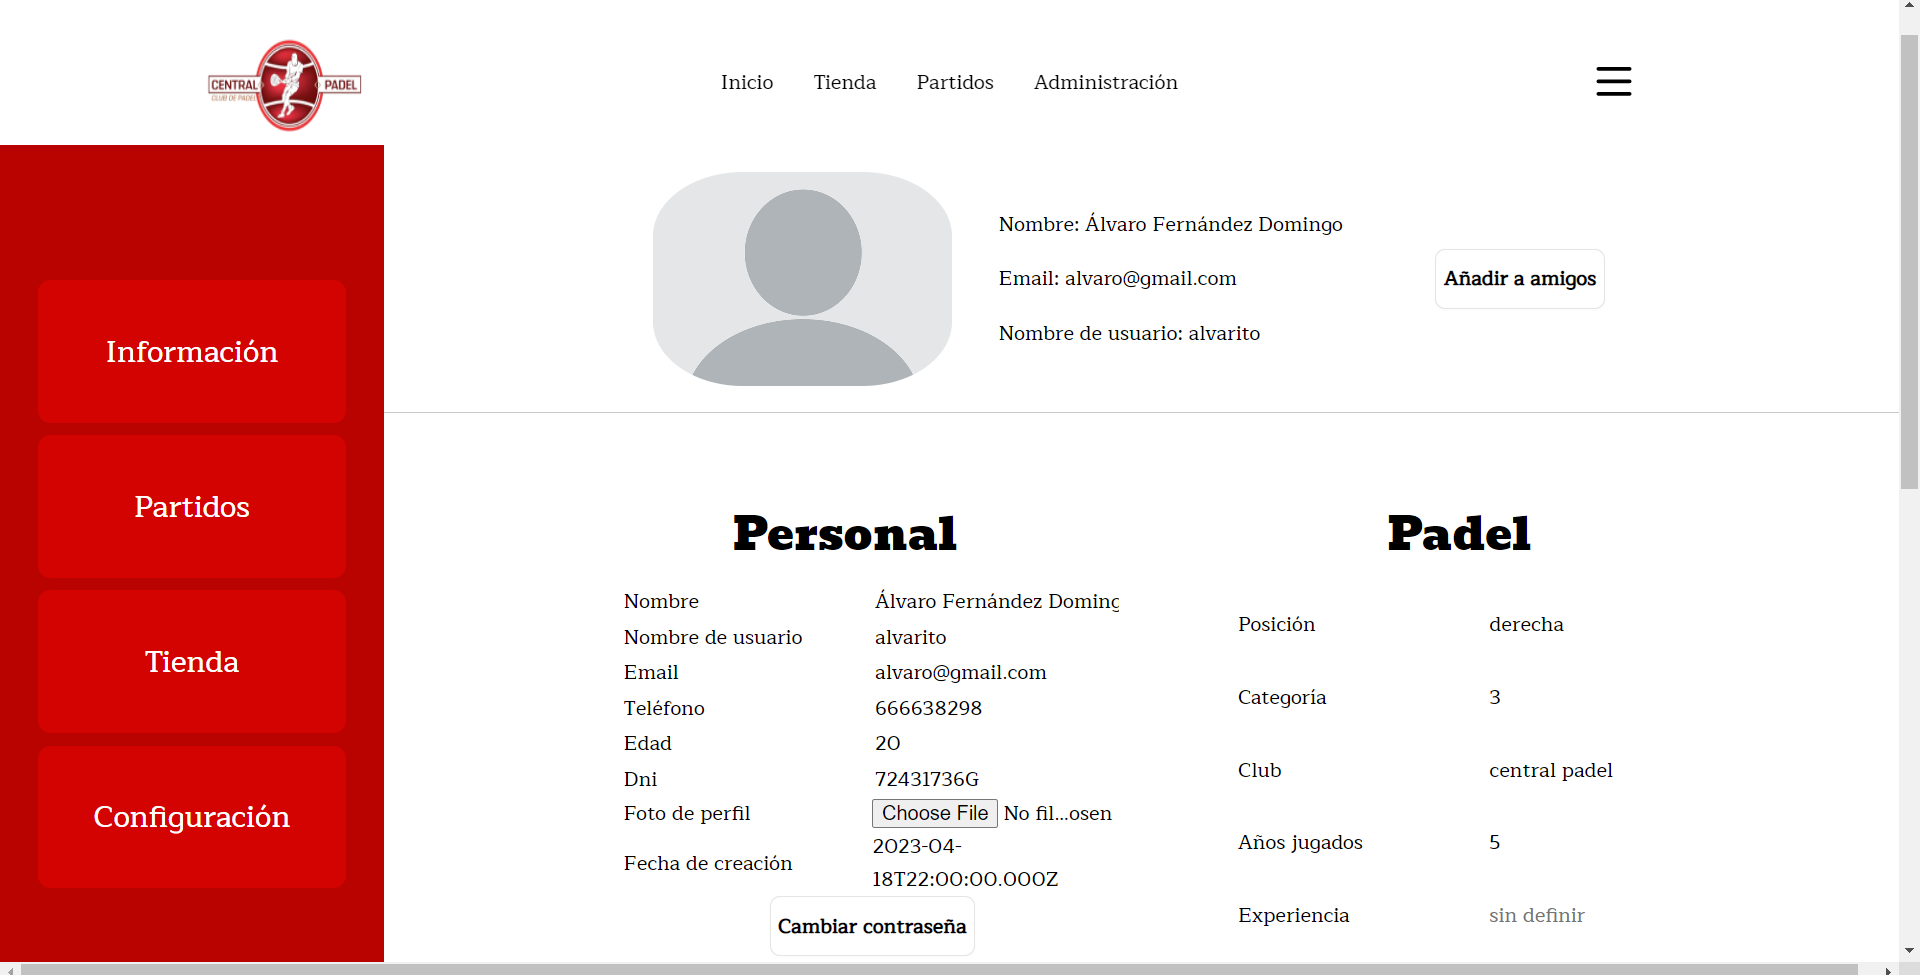 CENTRAL PADEL
CLUB DE PADEL
Inicio Tienda Partidos Administración
Información
Partidos
Tienda
Configuración
Nombre: Álvaro Fernández Domingo
Email: alvaro@gmail.com
Nombre de usuario: alvarito
Añadir a amigos
Personal
Nombre Álvaro Fernández Doming
Nombre de usuario alvarito
Email alvaro@gmail.com
Teléfono 666638298
Edad 20
Dni 72431736G
Foto de perfil Choose File No fil...osen
Fecha de creación 2023-04-
18T22:00:00.000Z
Cambiar contraseña
Padel
Posición derecha
Categoría 3
Club central padel
Años jugados 5
Experiencia sin definir